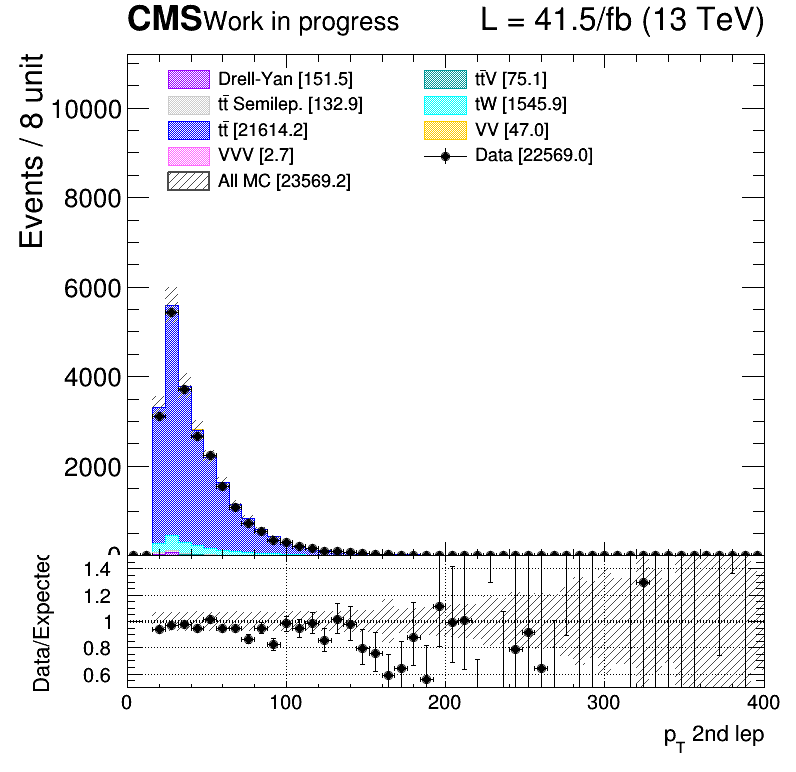 CMS Work in progress L = 41.5/fb (13 TeV)
Events / 8 unit
10000
8000
6000
4000
2000
0
Drell-Yan [151.5]
tt̄ Semilep. [132.9]
tt̄ [21614.2]
VVV [2.7]
All MC [23569.2]
tt̄V [75.1]
tW [1545.9]
VV [47.0]
Data [22569.0]
Data/Expected
1.4
1.2
1
0.8
0.6
0 100 200 300 400
p_T 2nd lep